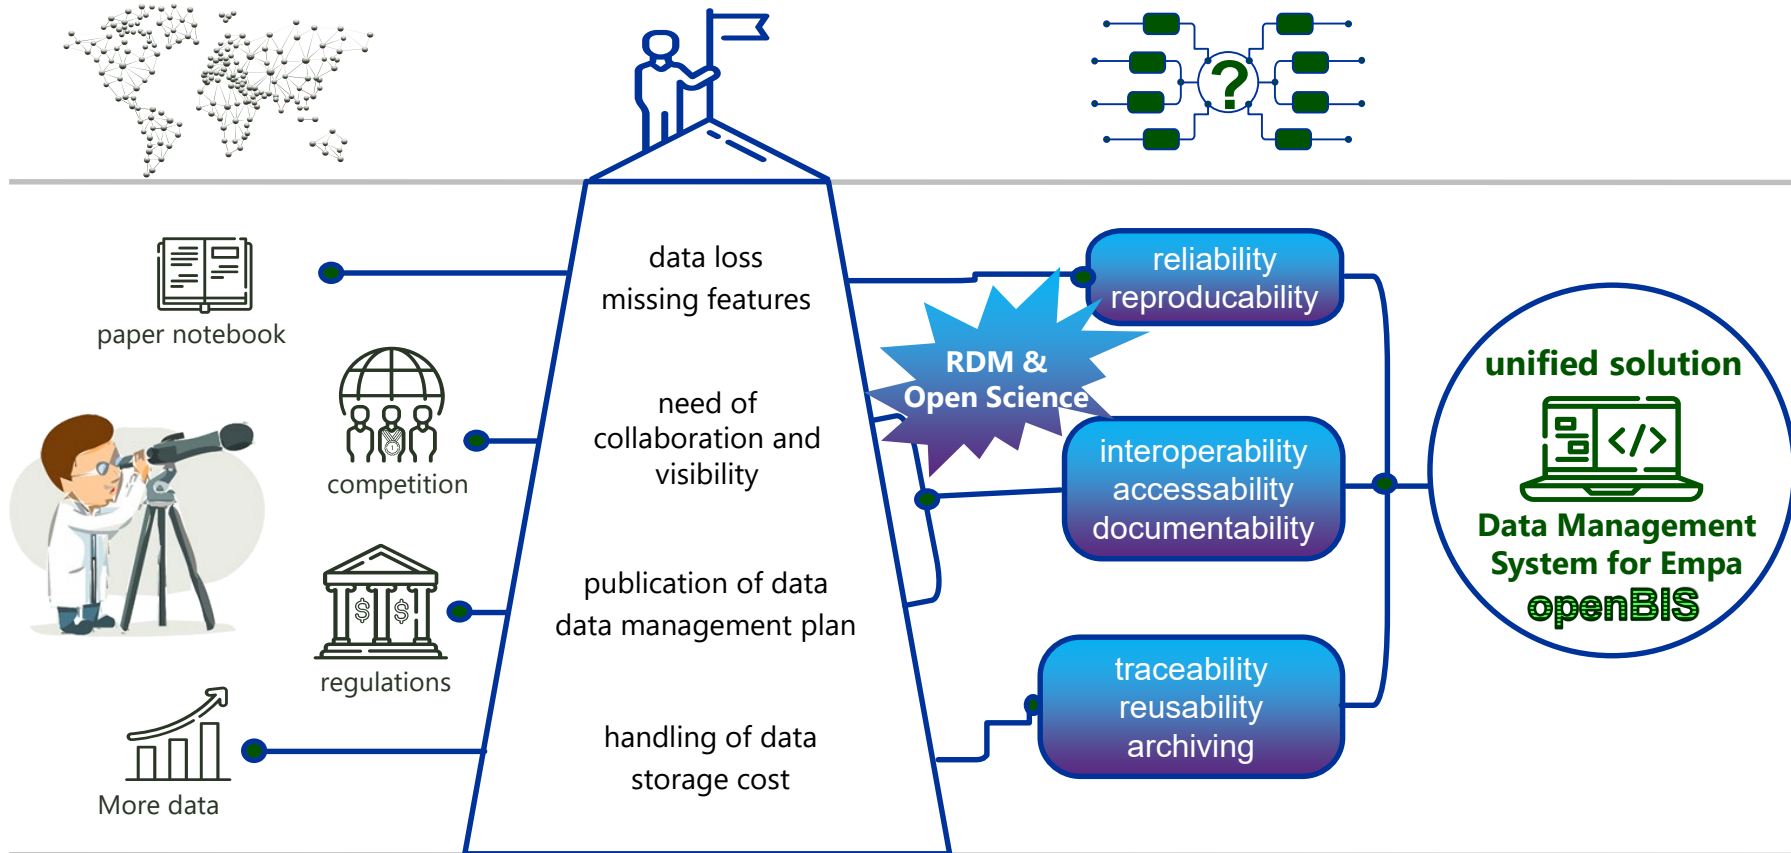 ?
paper notebook
competition
regulations
More data
data loss
missing features
need of
collaboration and
visibility
publication of data
data management plan
handling of data
storage cost
RDM &
Open Science
reliability
reproducability
interoperability
accessability
documentability
traceability
reusability
archiving
unified solution
</>
Data Management
System for Empa
openBIS